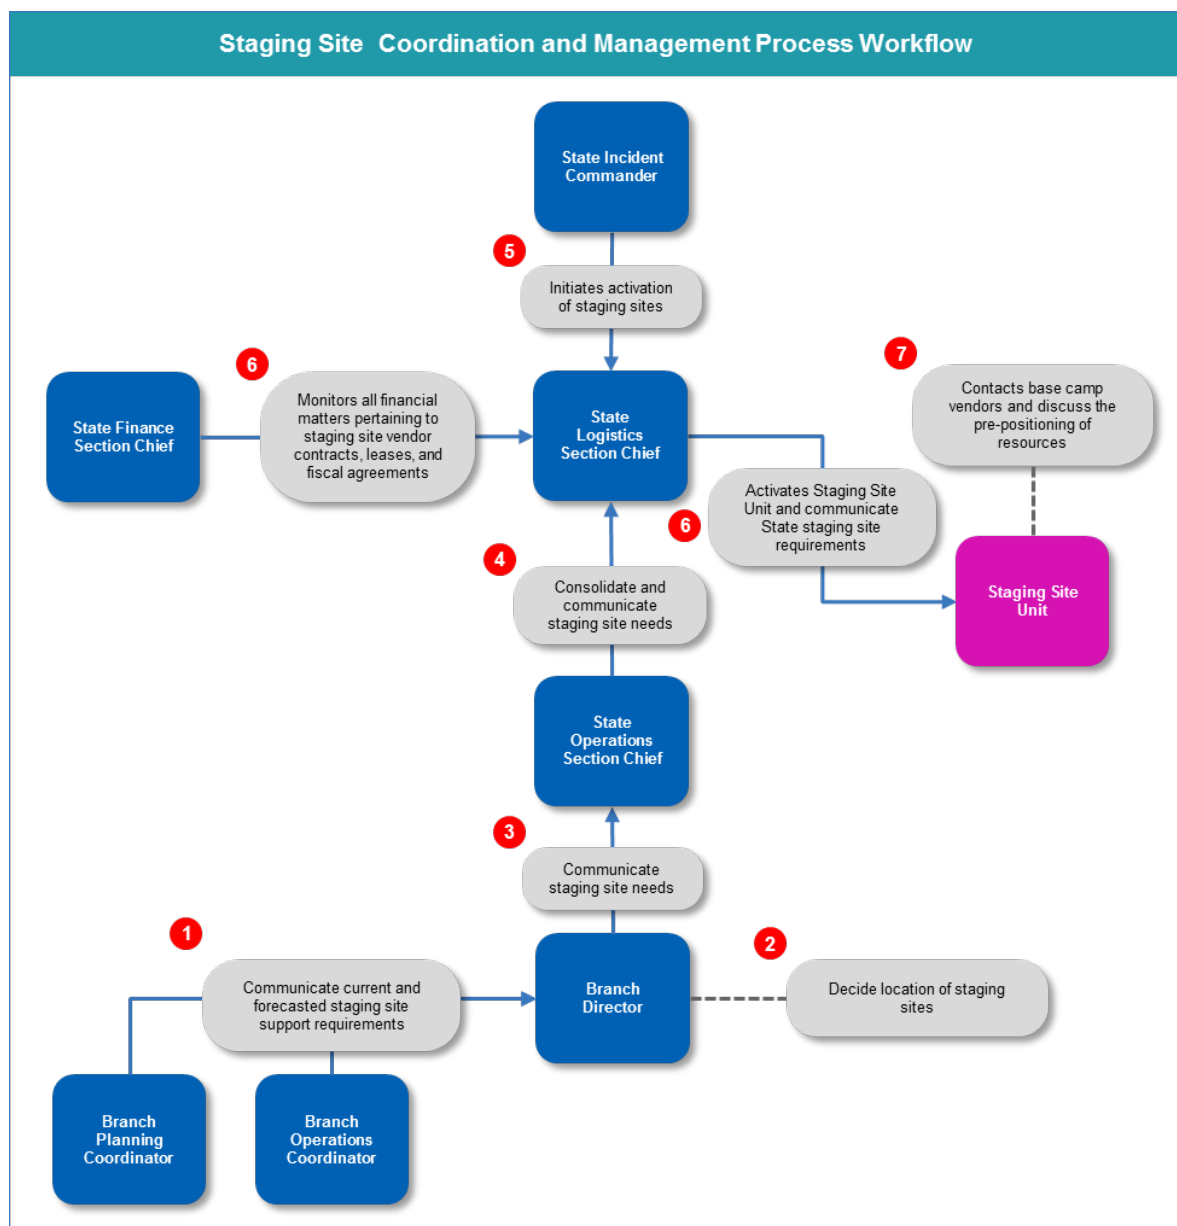 Staging Site Coordination and Management Process Workflow
State Incident
Commander
5
Initiates activation
of staging sites
6
Monitors all financial
matters pertaining to
staging site vendor
contracts, leases, and
fiscal agreements
State Finance
Section Chief
State
Logistics
Section Chief
7
Contacts base camp
vendors and discuss the
pre-positioning of
resources
6
Activates Staging Site
Unit and communicate
State staging site
requirements
4
Consolidate and
communicate
staging site needs
Staging Site
Unit
State
Operations
Section Chief
3
Communicate
staging site needs
1
Communicate current and
forecasted staging site
support requirements
Branch
Director
2
Decide location of staging
sites
Branch
Planning
Coordinator
Branch
Operations
Coordinator